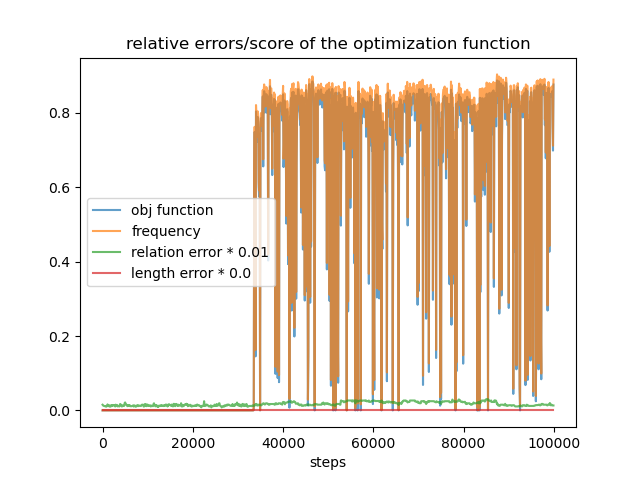 relative errors/score of the optimization function
0.8
0.6
0.4
0.2
0.0
obj function
frequency
relation error * 0.01
length error * 0.0
0 20000 40000 60000 80000 100000
steps